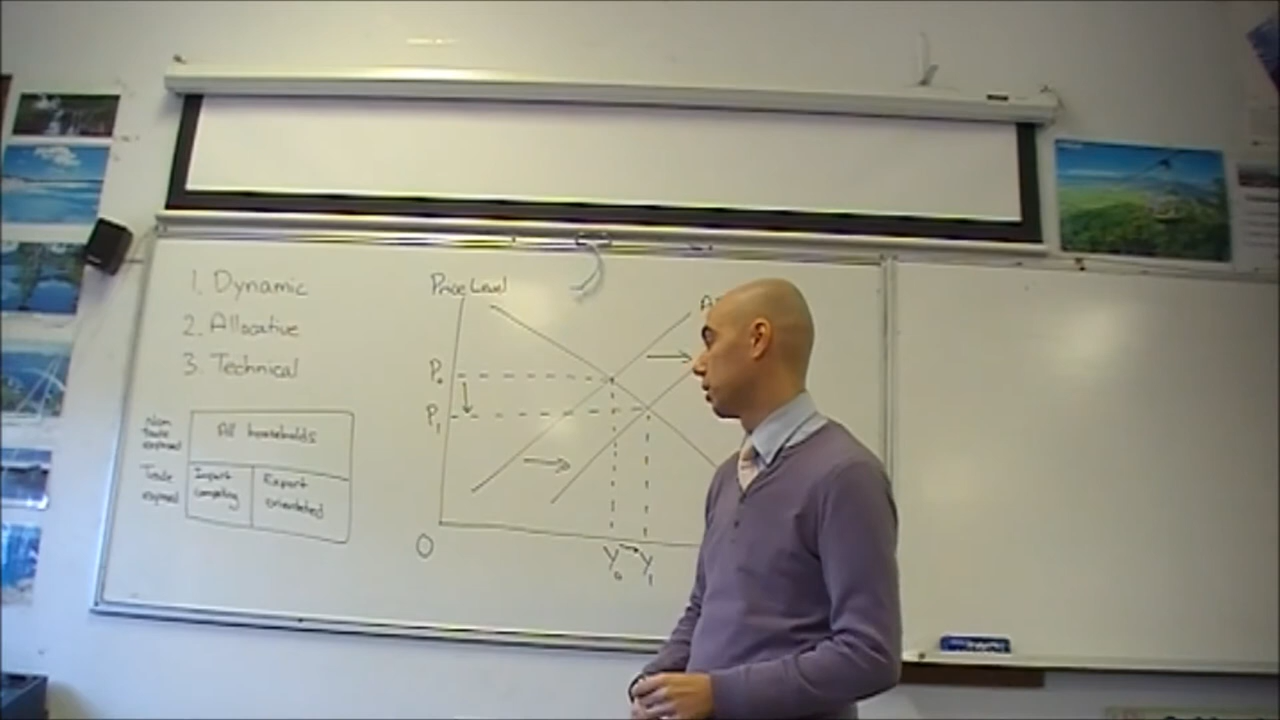 1. Dynamic
2. Allocative
3. Technical
Non
trade exposed
All households
Trade
exposed
Import
competing
Export
orientated
Price Level
P₀
P₁
O
Y₀
Y₁